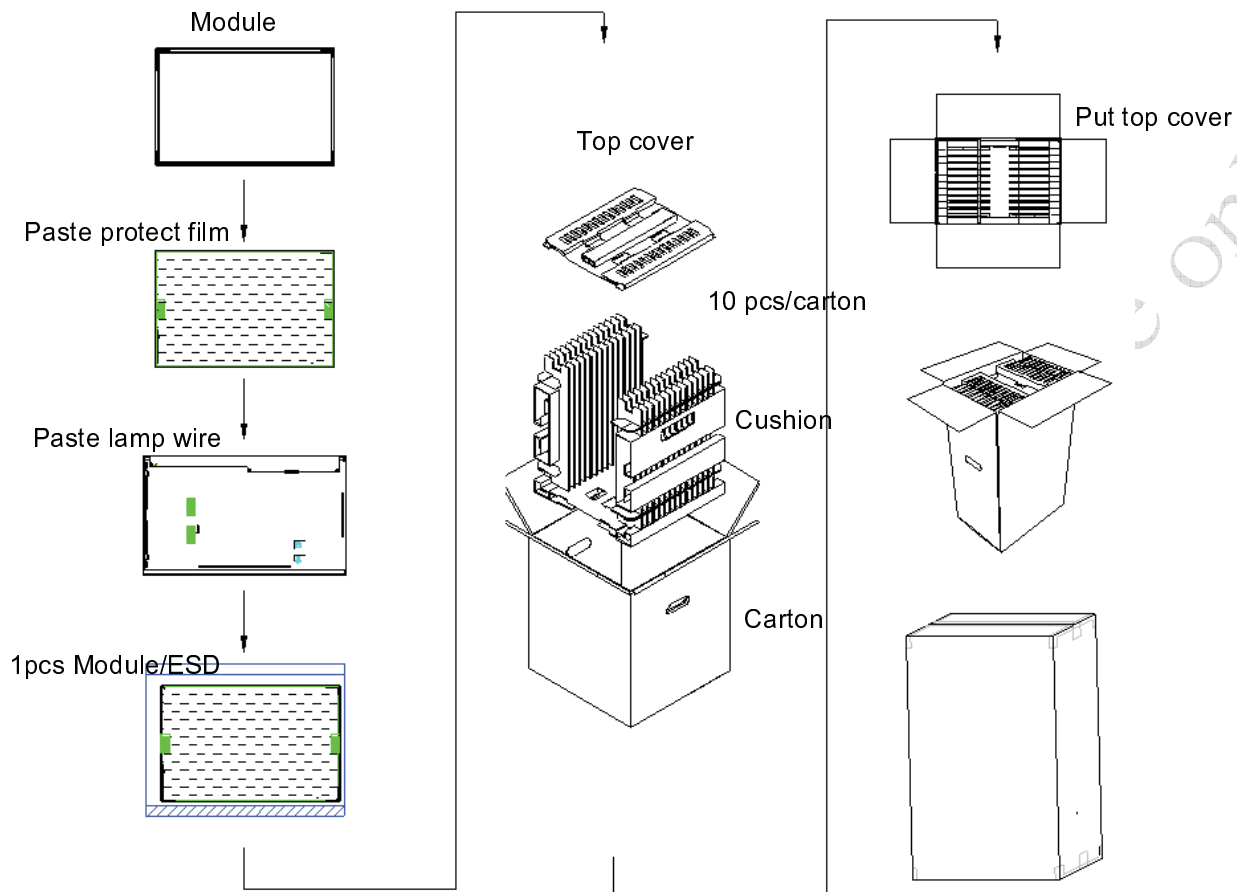 Module
Paste protect film
Paste lamp wire
1pcs Module/ESD
Top cover
10 pcs/carton
Cushion
Carton
Put top cover